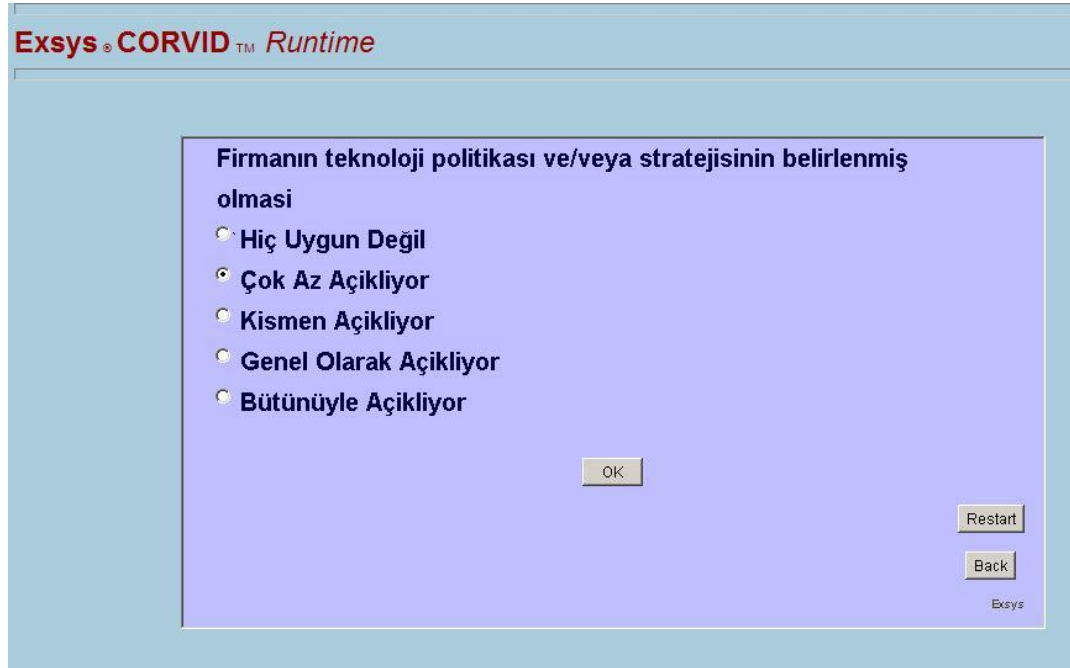 Exsys ® CORVID TM Runtime
Firmanın teknoloji politikası ve/veya stratejisinin belirlenmiş
olmasi
Hiç Uygun Değil
Çok Az Açikliyor
Kismen Açikliyor
Genel Olarak Açikliyor
Bütünüyle Açikliyor
OK
Restart
Back
Exsys